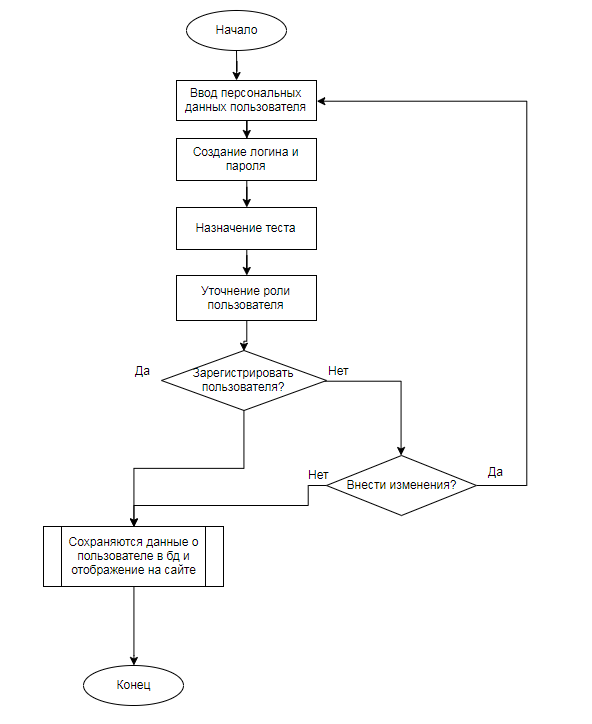 Начало
Ввод персональных
данных пользователя
Создание логина и
пароля
Назначение теста
Уточнение роли
пользователя
Да
Зарегистрировать
пользователя?
Нет
Нет
Внести изменения?
Да
Сохраняются данные о
пользователе в бд и
отображение на сайте
Конец